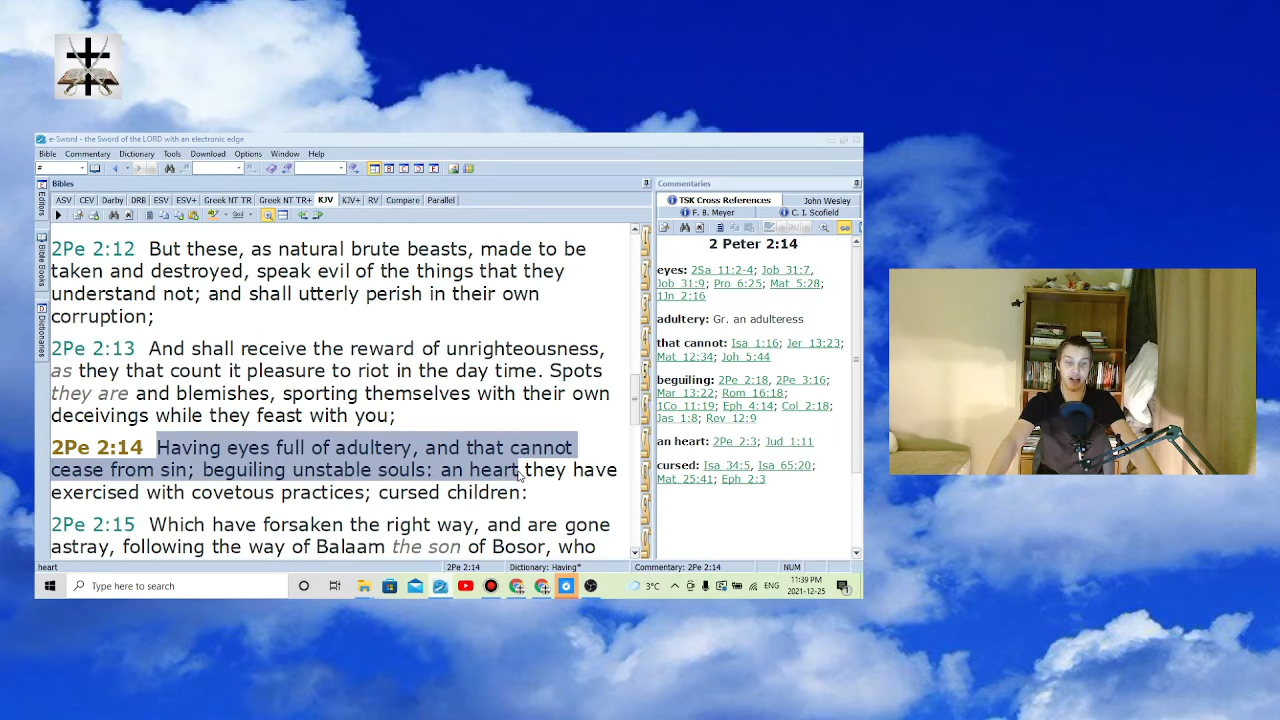 e-Sword - the Sword of the LORD with an electronic edge
Bible Commentary Dictionary Tools Download Options Window Help
#
Bibles
Commentaries
ASV CEV Darby DRB ESV ESV+ Greek NT TR Greek NT TR+ KJV KJV+ RV Compare Parallel
TSK Cross References John Wesley
F. B. Meyer C. I. Scofield
Editors
Bible Books
Dictionaries
2Pe 2:12 But these, as natural brute beasts, made to be
taken and destroyed, speak evil of the things that they
understand not; and shall utterly perish in their own
corruption;
2Pe 2:13 And shall receive the reward of unrighteousness,
as they that count it pleasure to riot in the day time. Spots
they are and blemishes, sporting themselves with their own
deceivings while they feast with you;
2Pe 2:14 Having eyes full of adultery, and that cannot
cease from sin; beguiling unstable souls: an heart they have
exercised with covetous practices; cursed children:
2Pe 2:15 Which have forsaken the right way, and are gone
astray, following the way of Balaam the son of Bosor, who
2 Peter 2:14
eyes: 2Sa 11:2-4; Job 31:7,
Job 31:9; Pro 6:25; Mat 5:28;
1Jn 2:16
adultery: Gr. an adulteress
that cannot: Isa 1:16; Jer 13:23;
Mat 12:34; Joh 5:44
beguiling: 2Pe 2:18, 2Pe 3:16;
Mar 13:22; Rom 16:18;
1Co 11:19; Eph 4:14; Col 2:18;
Jas 1:8; Rev 12:9
an heart: 2Pe 2:3; Jud 1:11
cursed: Isa 34:5, Isa 65:20;
Mat 25:41; Eph 2:3
heart 2Pe 2:14 Dictionary: Having* Commentary: 2Pe 2:14 NUM
Type here to search
3°C
ENG
11:39 PM
2021-12-25